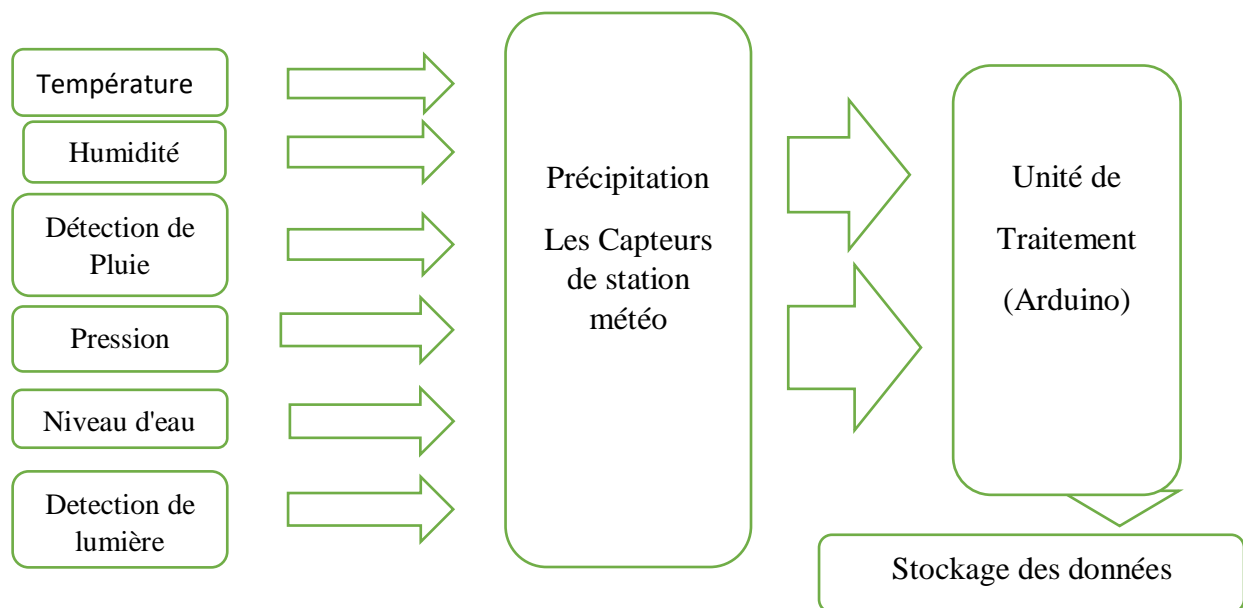 Température
Humidité
Détection de
Pluie
Pression
Niveau d'eau
Detection de
lumière
Précipitation
Les Capteurs
de station
météo
Unité de
Traitement
(Arduino)
Stockage des données